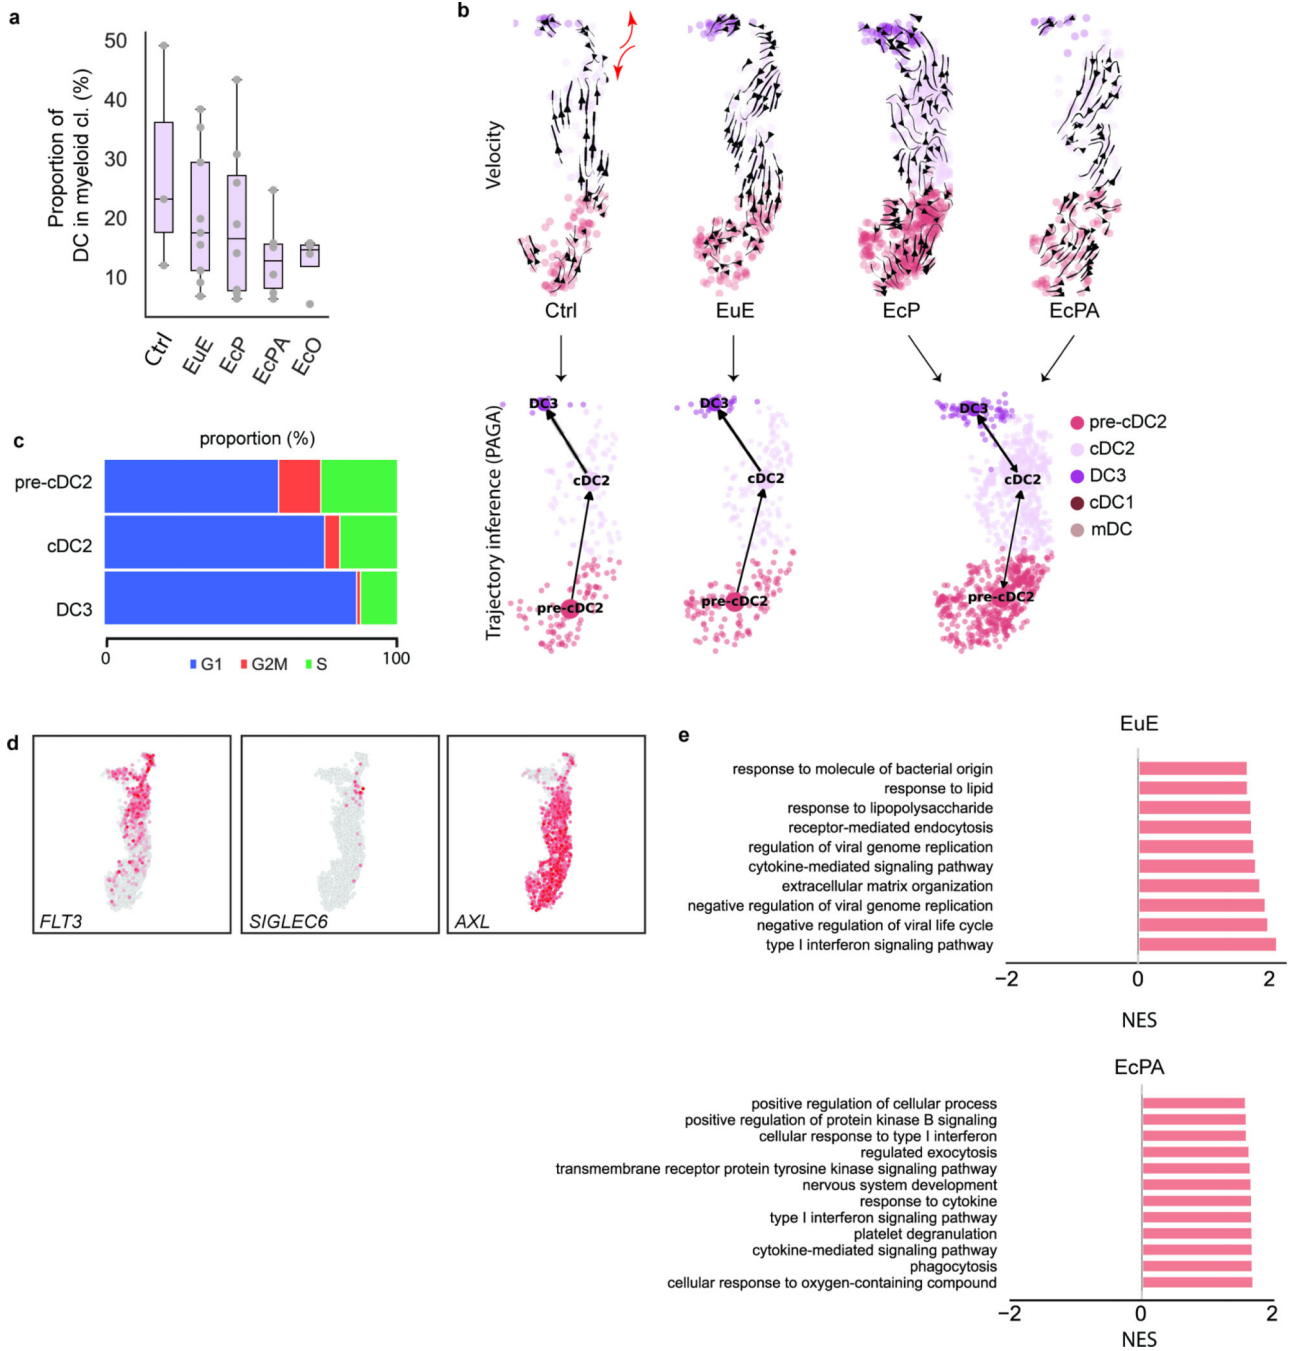 a
Proportion of
DC in myeloid cl. (%)
50
40
30
20
10
Ctrl
EuE
EcP
EcPA
EcO
b
Velocity
Ctrl
EuE
EcP
EcPA
Trajectory inference (PAGA)
DC3
cDC2
pre-cDC2
DC3
cDC2
pre-cDC2
DC3
cDC2
pre-cDC2
pre-cDC2
cDC2
DC3
cDC1
mDC
c
proportion (%)
pre-cDC2
cDC2
DC3
0
100
G1
G2M
S
d
FLT3
SIGLEC6
AXL
e
EuE
response to molecule of bacterial origin
response to lipid
response to lipopolysaccharide
receptor-mediated endocytosis
regulation of viral genome replication
cytokine-mediated signaling pathway
extracellular matrix organization
negative regulation of viral genome replication
negative regulation of viral life cycle
type I interferon signaling pathway
−2
0
2
NES
EcPA
positive regulation of cellular process
positive regulation of protein kinase B signaling
cellular response to type I interferon
regulated exocytosis
transmembrane receptor protein tyrosine kinase signaling pathway
nervous system development
response to cytokine
type I interferon signaling pathway
platelet degranulation
cytokine-mediated signaling pathway
phagocytosis
cellular response to oxygen-containing compound
−2
0
2
NES